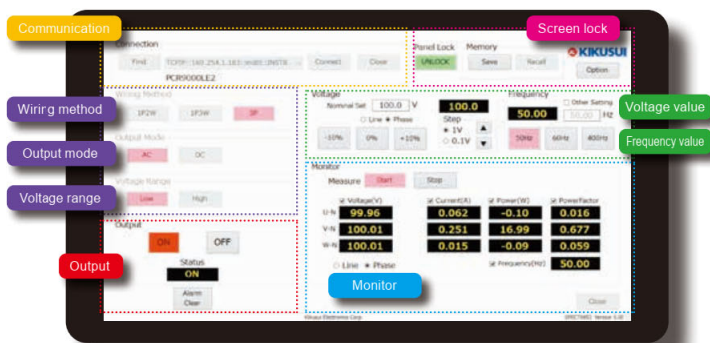 Communication
Screen lock
Connection
Find
Connect
Close
PCR9000LE2
Panel Lock
Memory
UNLOCK
Save
Recall
KIKUSUI
Option
Wiring method
Wiring Method
1P2W
1P3W
3P
Output mode
Output Mode
AC
DC
Voltage range
Voltage Range
Low
High
Voltage
Nominal Set 100.0 V
Line Phase
-10%
0%
+10%
100.0
Step
1V
0.1V
Frequency
50.00
Other Setting
50.00 Hz
50Hz
60Hz
400Hz
Voltage value
Frequency value
Output
Output
ON
OFF
Status
ON
Alarm
Clear
Monitor
Measure
Start
Stop
Voltage(V) Current(A) Power(W) PowerFactor
U-N 99.96 0.062 -0.10 0.016
V-N 100.01 0.251 16.99 0.677
W-N 100.01 0.015 -0.09 0.059
Line Phase
Frequency(Hz) 50.00
Monitor
Close
Kikusui Electronics Corp.